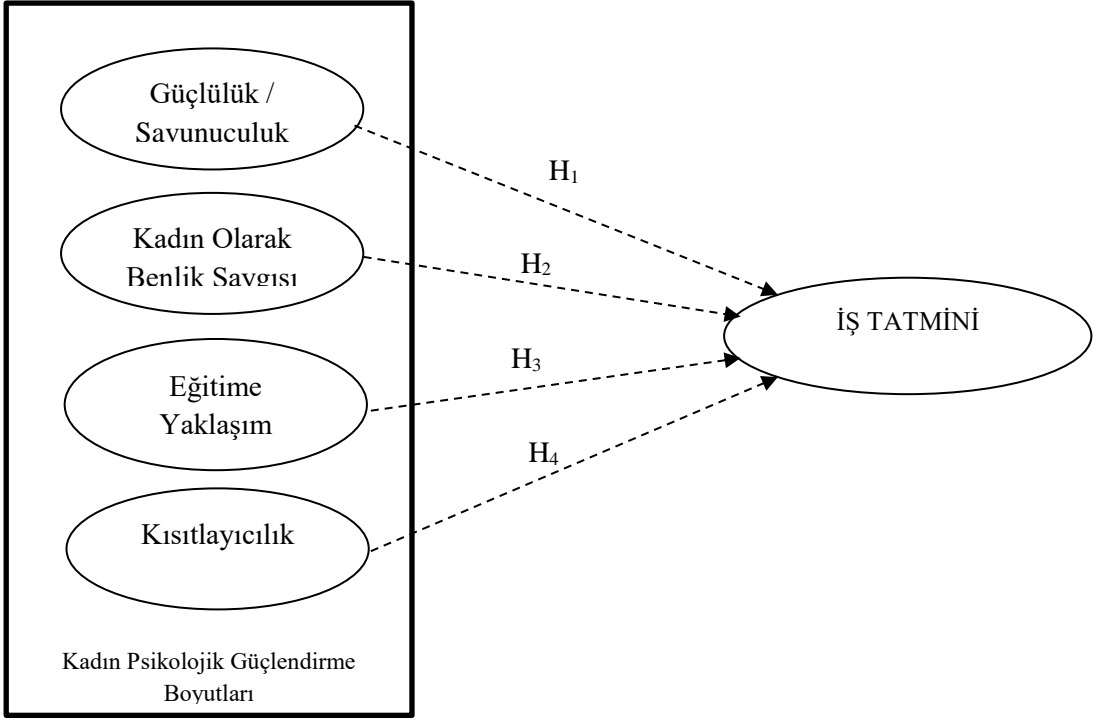 Güçlülük /
Savunuculuk
H₁
Kadın Olarak
Benlik Saygısı
H₂
İŞ TATMİNİ
Eğitime
Yaklaşım
H₃
H₄
Kısıtlayıcılık
Kadın Psikolojik Güçlendirme
Boyutları